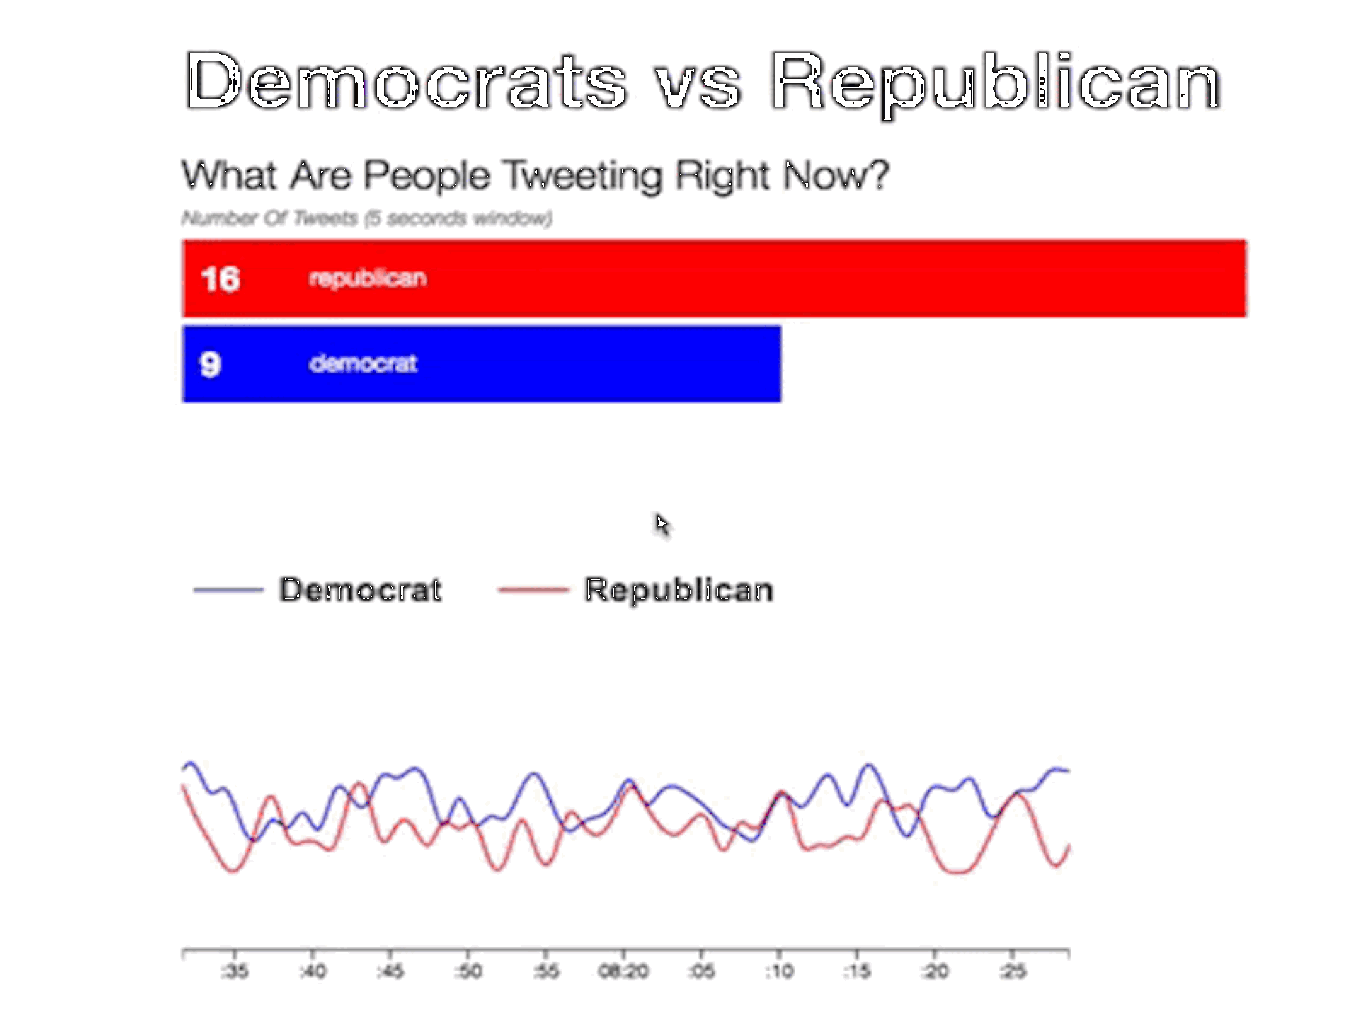 Democrats vs Republican
What Are People Tweeting Right Now?
Number Of Tweets (5 seconds window)
16 republican
9 democrat
Democrat Republican
:35 :40 :45 :50 :55 08:20 :05 :10 :15 :20 :25